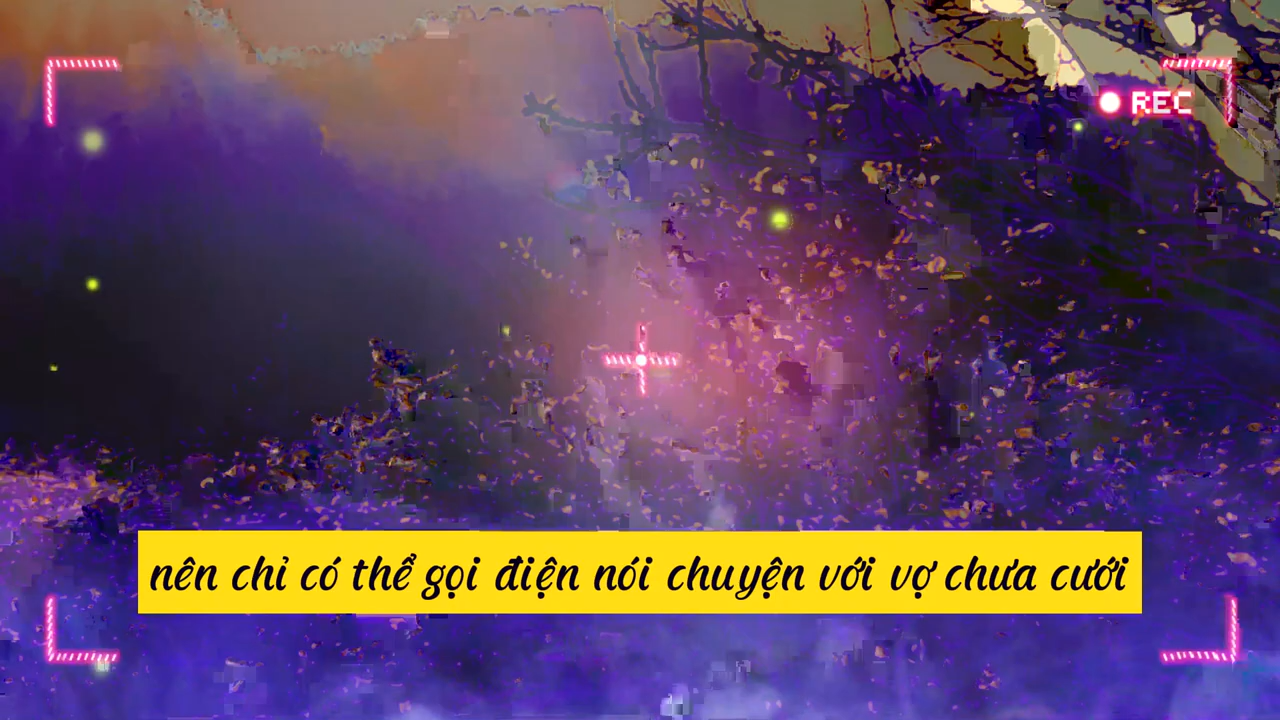 REC
nên chỉ có thể gọi điện nói chuyện với vợ chưa cưới